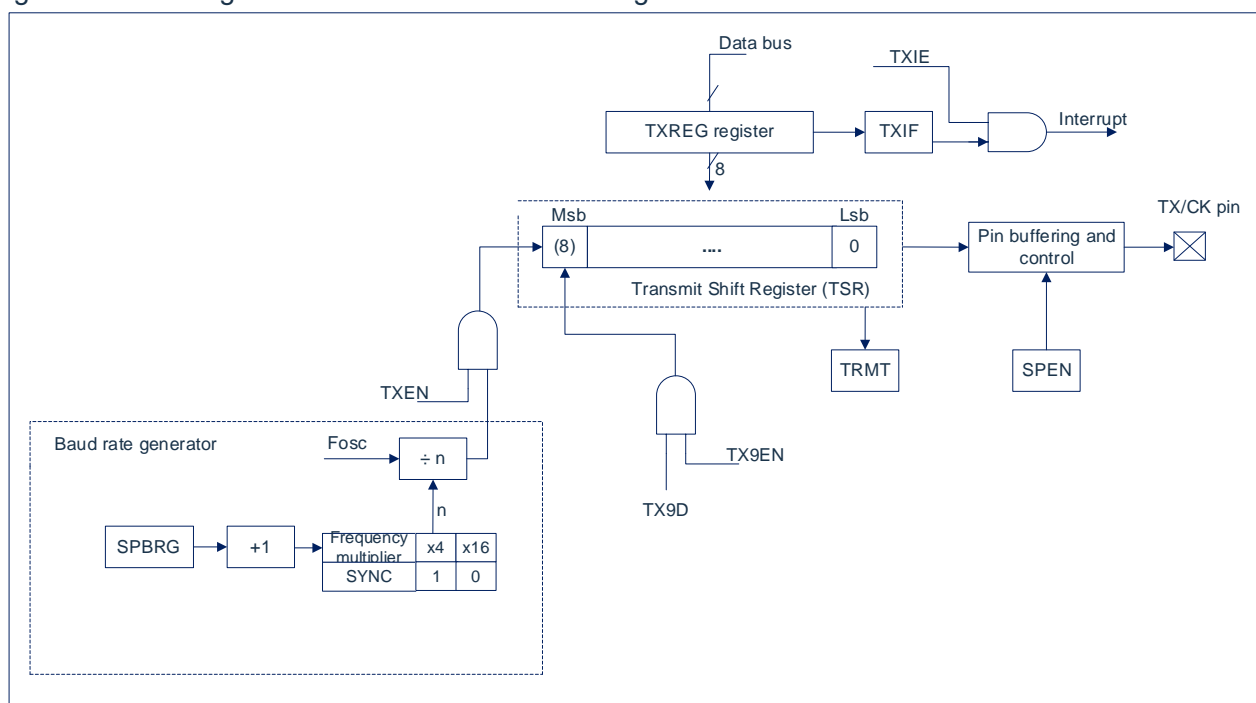 Data bus
TXIE
TXREG register
TXIF
Interrupt
8
Msb
Lsb
TX/CK pin
(8)
....
0
Pin buffering and
control
Transmit Shift Register (TSR)
TRMT
SPEN
TXEN
Baud rate generator
Fosc
÷ n
TX9EN
n
TX9D
SPBRG
+1
Frequency
multiplier
x4
x16
SYNC
1
0